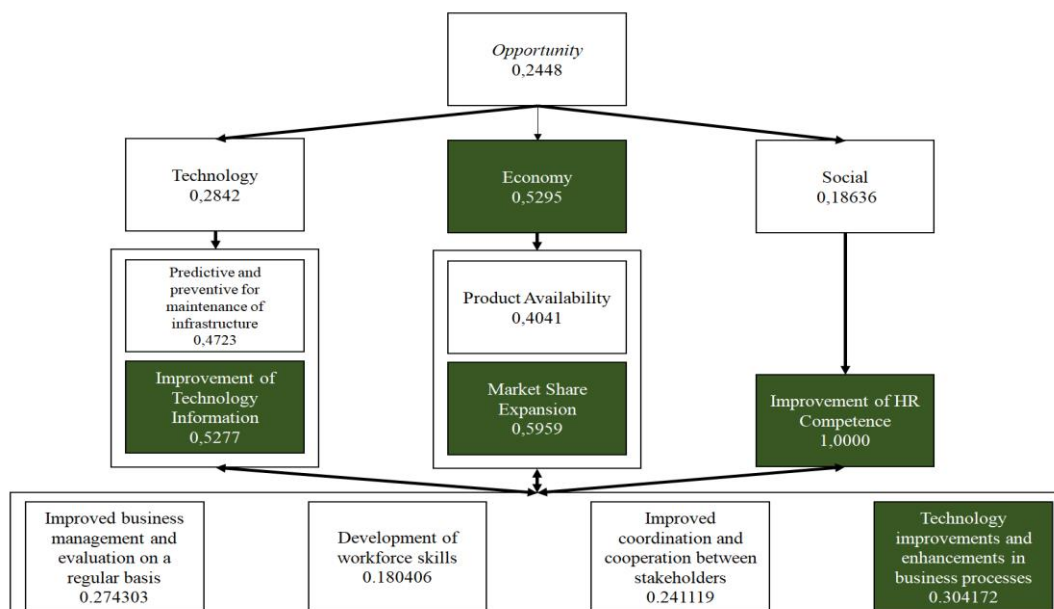 Opportunity
0,2448
Technology
0,2842
Economy
0,5295
Social
0,18636
Predictive and
preventive for
maintenance of
infrastructure
0,4723
Improvement of
Technology
Information
0,5277
Product Availability
0,4041
Market Share
Expansion
0,5959
Improvement of HR
Competence
1,0000
Improved business
management and
evaluation on a
regular basis
0.274303
Development of
workforce skills
0.180406
Improved
coordination and
cooperation between
stakeholders
0.241119
Technology
improvements and
enhancements in
business processes
0.304172